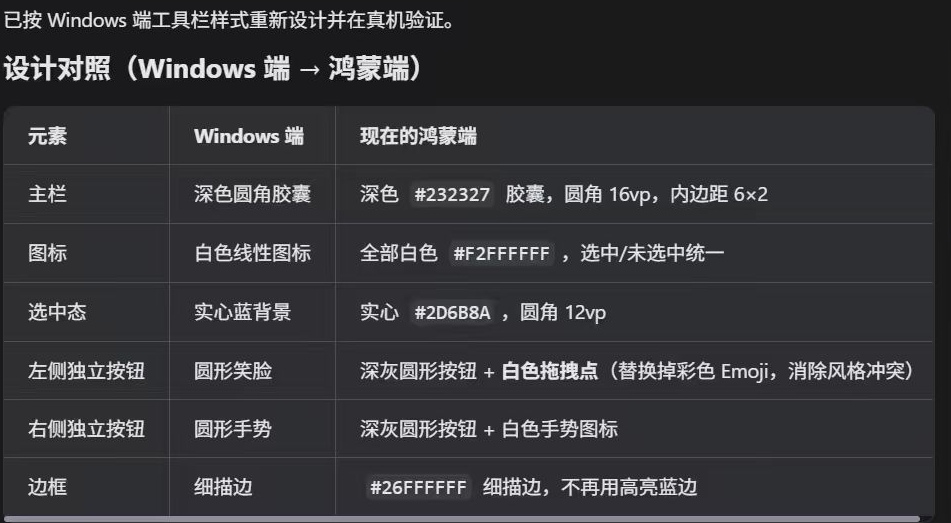 已按 Windows 端工具栏样式重新设计并在真机验证。
设计对照（Windows 端 → 鸿蒙端）
元素 Windows 端 现在的鸿蒙端
主栏 深色圆角胶囊 深色 #232327 胶囊，圆角 16vp，内边距 6×2
图标 白色线性图标 全部白色 #F2FFFFFF ，选中/未选中统一
选中态 实心蓝背景 实心 #2D6B8A ，圆角 12vp
左侧独立按钮 圆形笑脸 深灰圆形按钮 + 白色拖拽点（替换掉彩色 Emoji，消除风格冲突）
右侧独立按钮 圆形手势 深灰圆形按钮 + 白色手势图标
边框 细描边 #26FFFFFF 细描边，不再用高亮蓝边